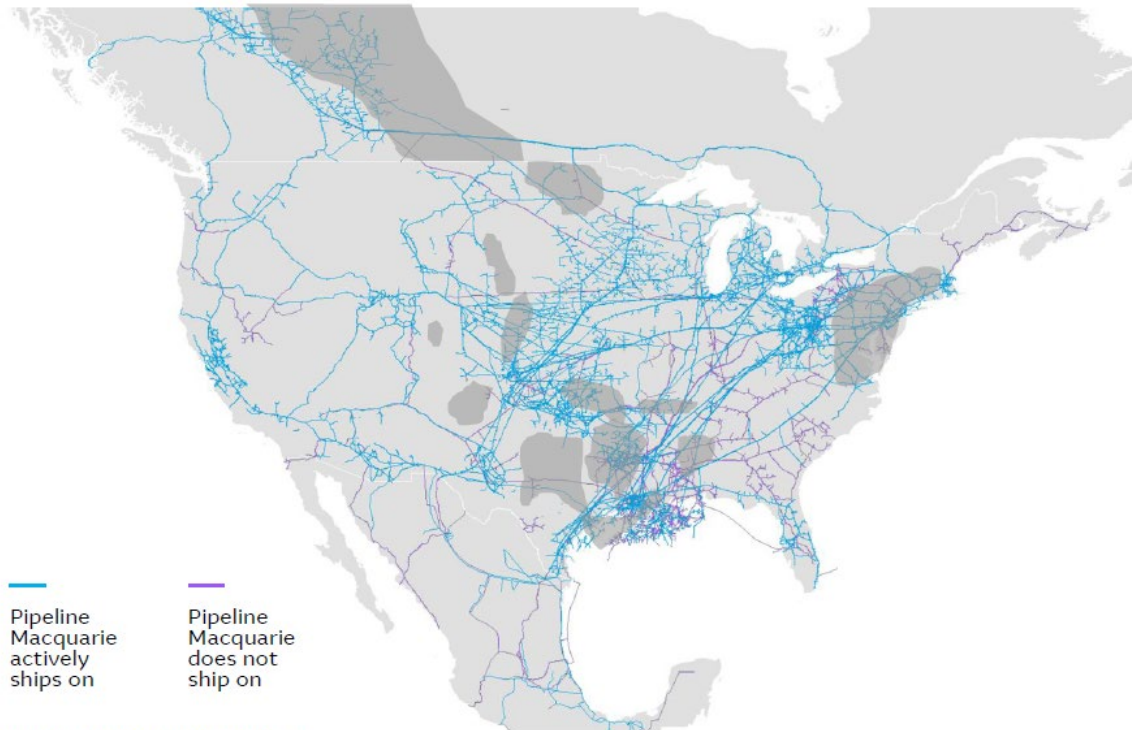 Pipeline
Macquarie
actively
ships on
Pipeline
Macquarie
does not
ship on